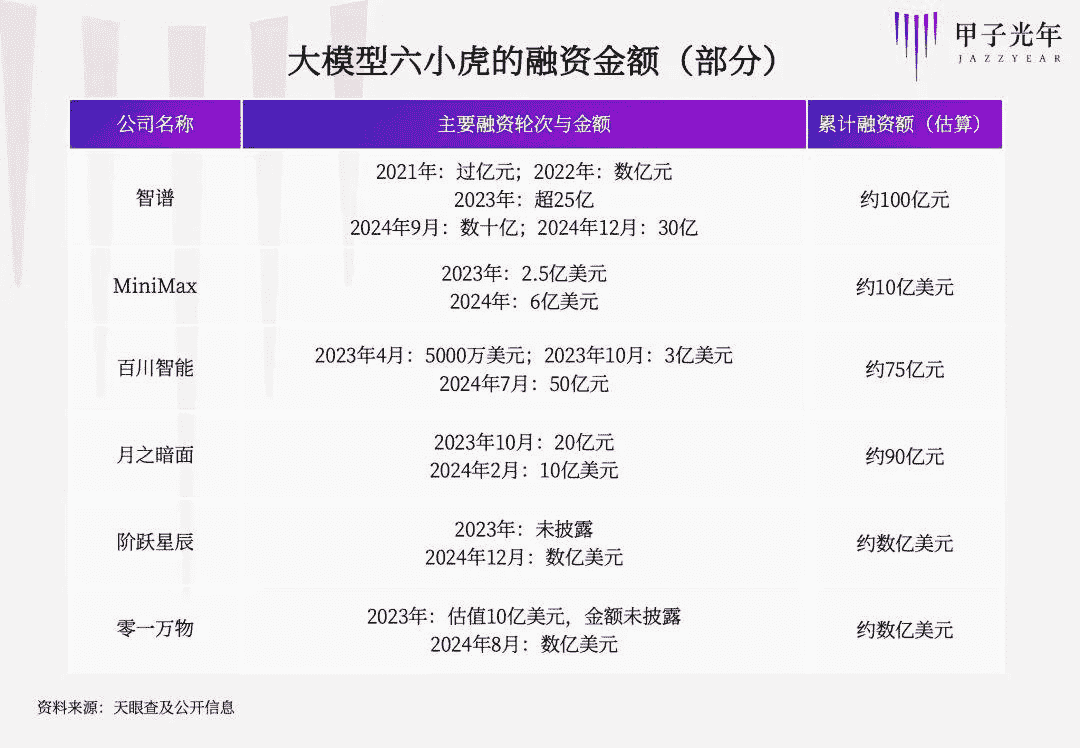 甲子光年
JAZZYEAR
大模型六小虎的融资金额（部分）
公司名称
主要融资轮次与金额
累计融资额（估算）
智谱
2021年：过亿元；2022年：数亿元
2023年：超25亿
2024年9月：数十亿；2024年12月：30亿
约100亿元
MiniMax
2023年：2.5亿美元
2024年：6亿美元
约10亿美元
百川智能
2023年4月：5000万美元；2023年10月：3亿美元
2024年7月：50亿元
约75亿元
月之暗面
2023年10月：20亿元
2024年2月：10亿美元
约90亿元
阶跃星辰
2023年：未披露
2024年12月：数亿美元
约数亿美元
零一万物
2023年：估值10亿美元，金额未披露
2024年8月：数亿美元
约数亿美元
资料来源：天眼查及公开信息